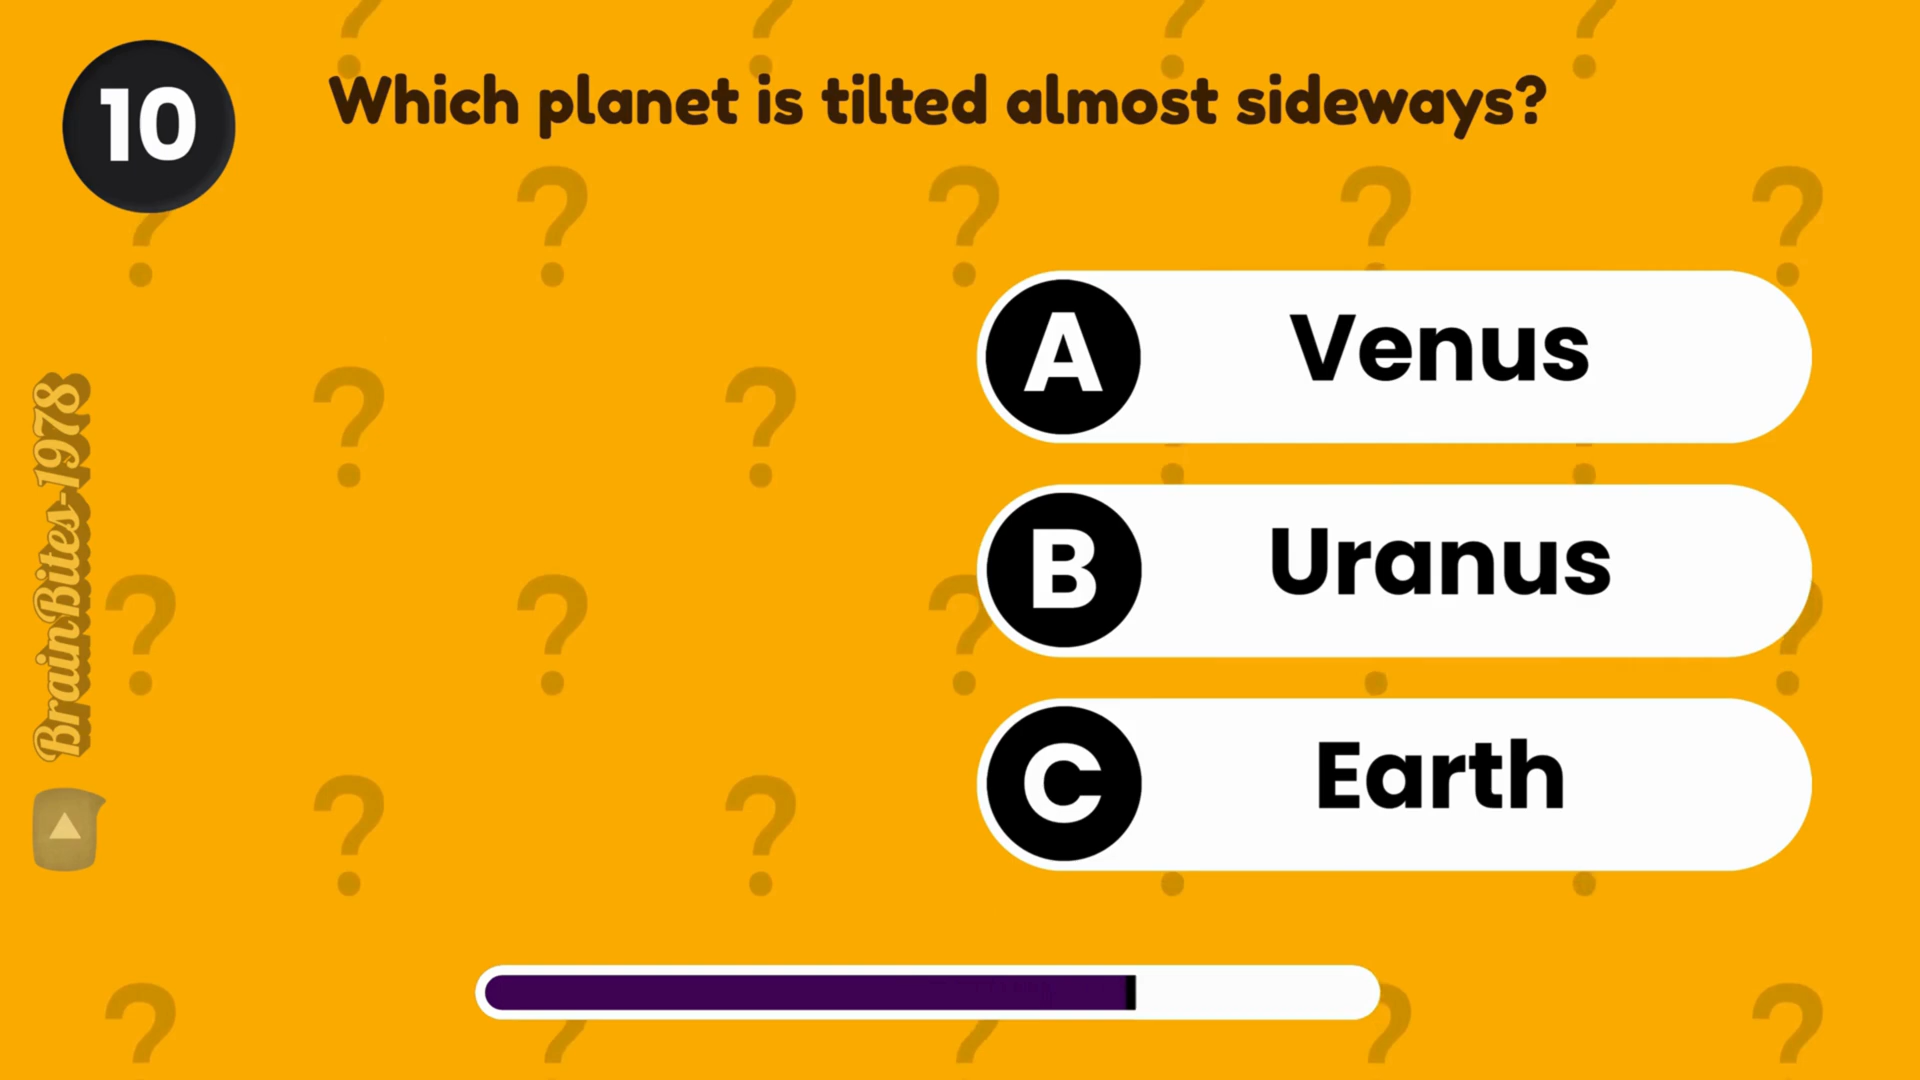 10
Which planet is tilted almost sideways?
A Venus
B Uranus
C Earth
BrainBites-1978